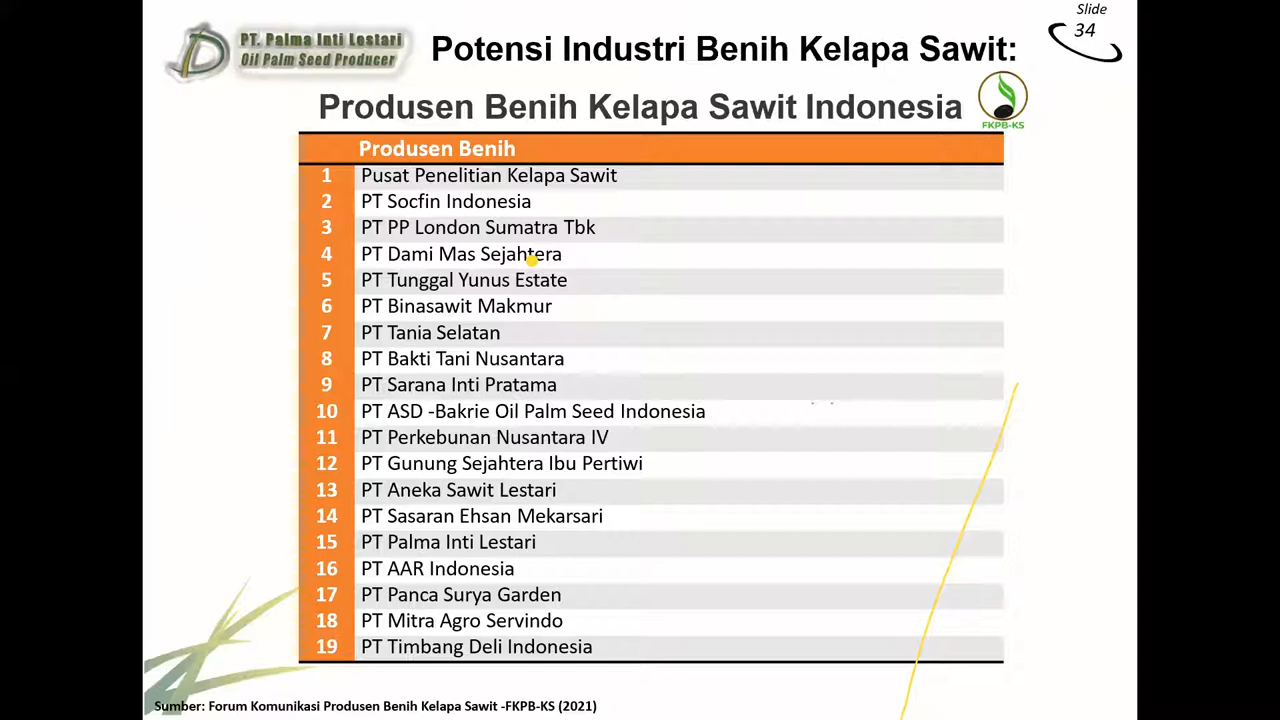 PT. Palma Inti Lestari
Oil Palm Seed Producer
Potensi Industri Benih Kelapa Sawit:
Slide
34
Produsen Benih Kelapa Sawit Indonesia
FKPB-KS
Produsen Benih
1 Pusat Penelitian Kelapa Sawit
2 PT Socfin Indonesia
3 PT PP London Sumatra Tbk
4 PT Dami Mas Sejahtera
5 PT Tunggal Yunus Estate
6 PT Binasawit Makmur
7 PT Tania Selatan
8 PT Bakti Tani Nusantara
9 PT Sarana Inti Pratama
10 PT ASD -Bakrie Oil Palm Seed Indonesia
11 PT Perkebunan Nusantara IV
12 PT Gunung Sejahtera Ibu Pertiwi
13 PT Aneka Sawit Lestari
14 PT Sasaran Ehsan Mekarsari
15 PT Palma Inti Lestari
16 PT AAR Indonesia
17 PT Panca Surya Garden
18 PT Mitra Agro Servindo
19 PT Timbang Deli Indonesia
Sumber: Forum Komunikasi Produsen Benih Kelapa Sawit -FKPB-KS (2021)